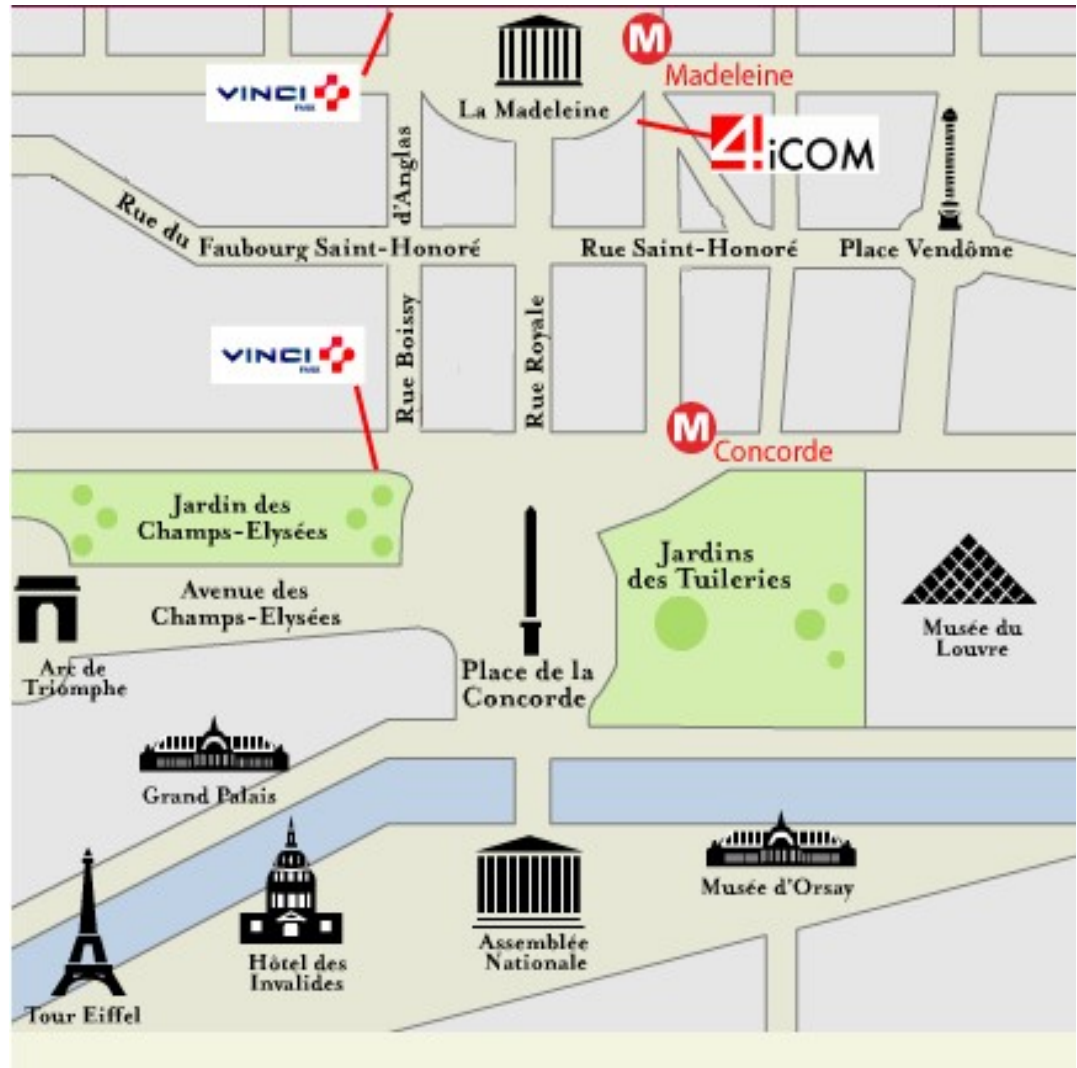 M
Madeleine
VINCI
PARK
La Madeleine
4iCOM
d'Anglas
Rue du
Faubourg Saint-Honoré
Rue Saint-Honoré
Place Vendôme
VINCI
PARK
Rue Boissy
Rue Royale
M
Concorde
Jardin des
Champs-Elysées
Jardins
des Tuileries
Avenue des
Champs-Elysées
Musée du
Louvre
Arc de
Triomphe
Place de la
Concorde
Grand Palais
Musée d'Orsay
Assemblée
Nationale
Hôtel des
Invalides
Tour Eiffel